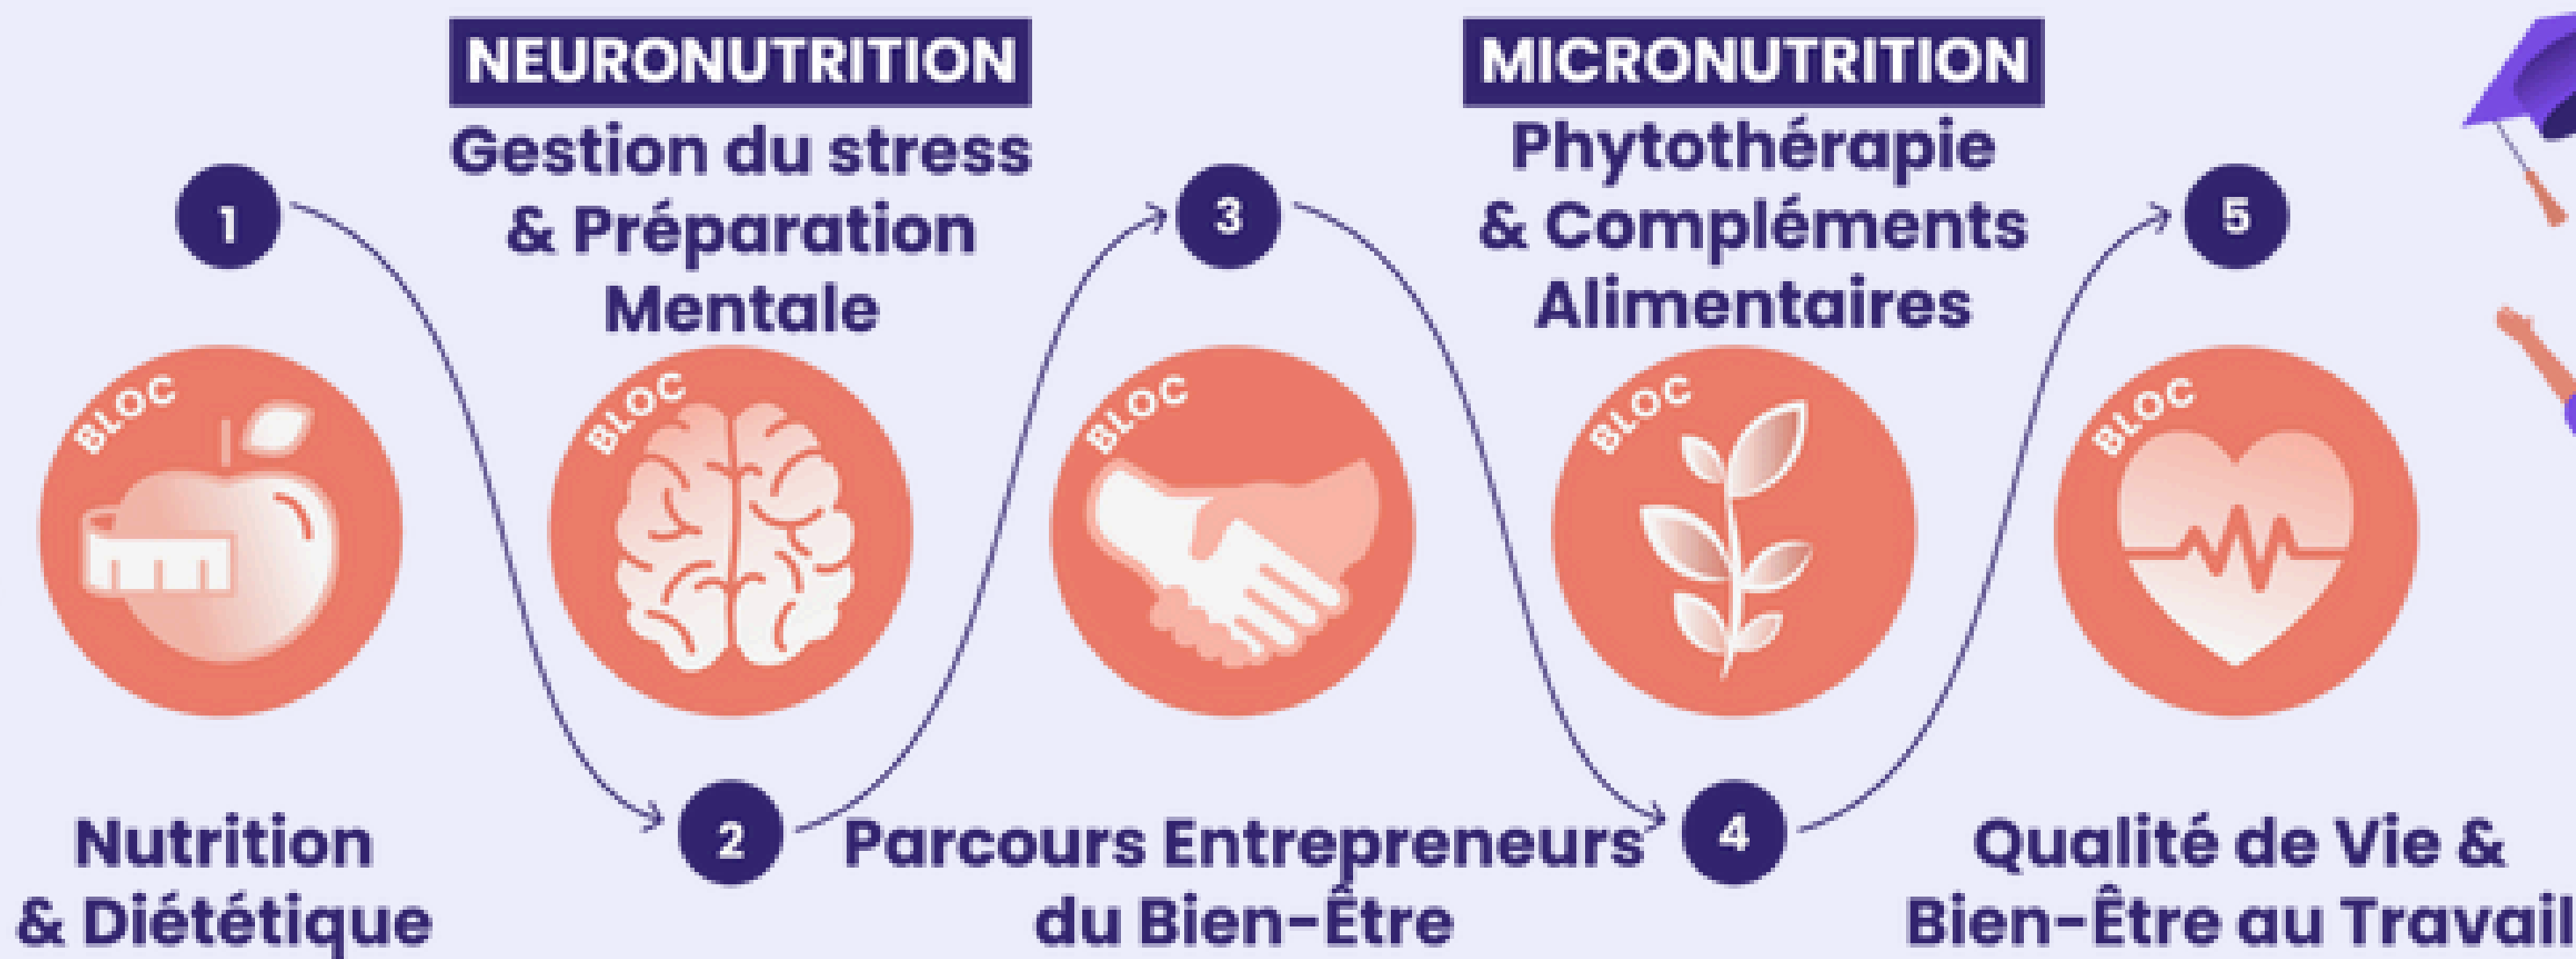 1
BLOC
Nutrition
& Diététique
NEURONUTRITION
Gestion du stress
& Préparation
Mentale
BLOC
2
3
BLOC
Parcours Entrepreneurs
du Bien-Être
MICRONUTRITION
Phytothérapie
& Compléments
Alimentaires
BLOC
4
5
BLOC
Qualité de Vie &
Bien-Être au Travail